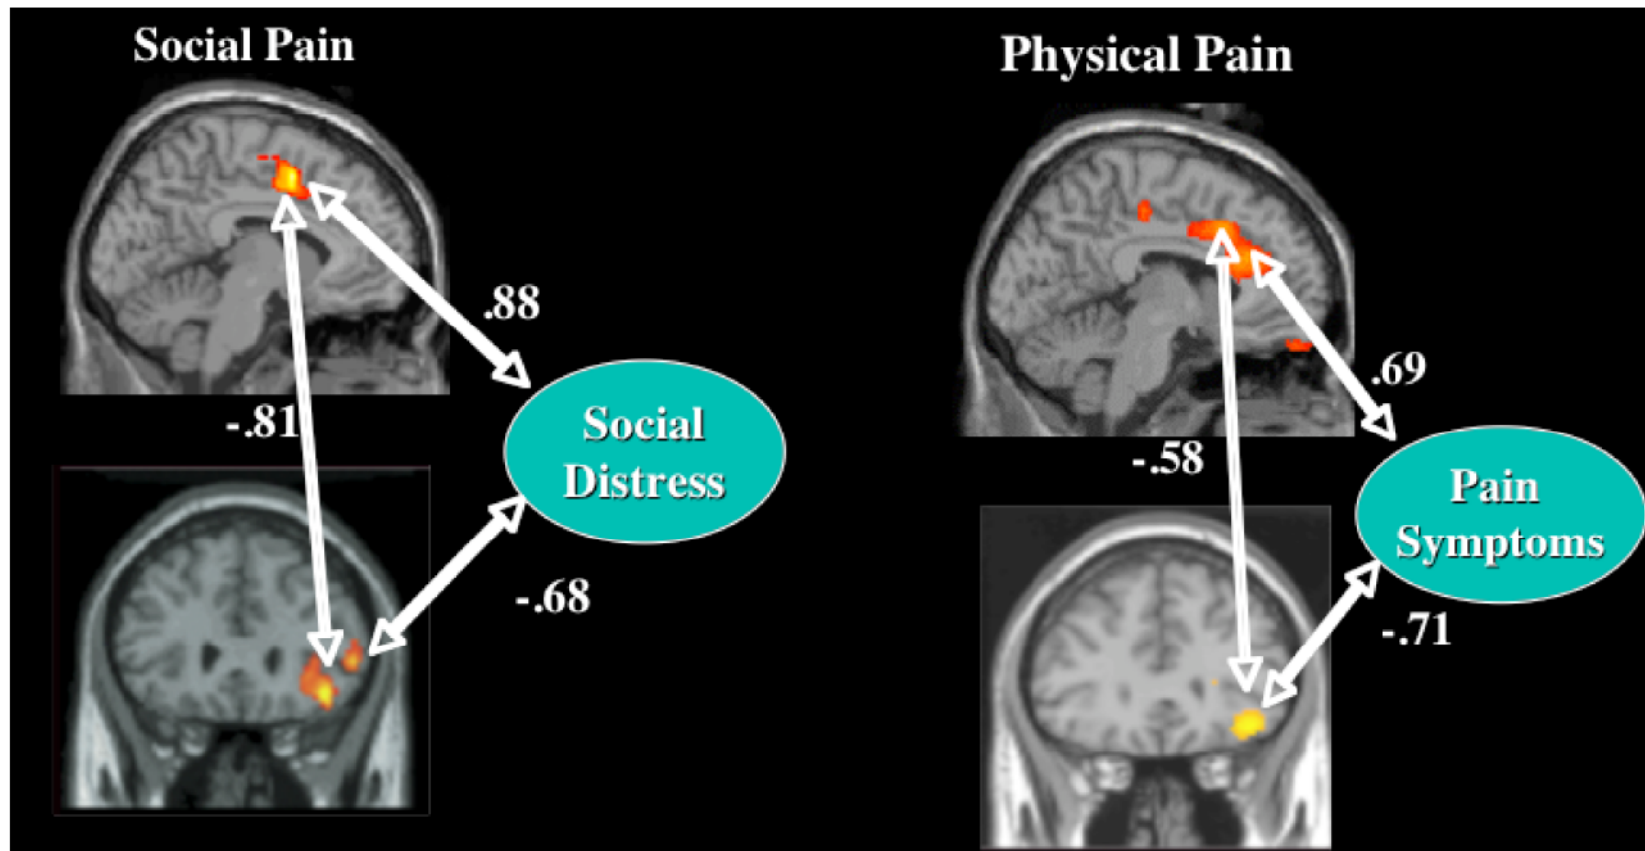 Social Pain
Physical Pain
.88
-.81
Social
Distress
-.68
.69
-.58
Pain
Symptoms
-.71